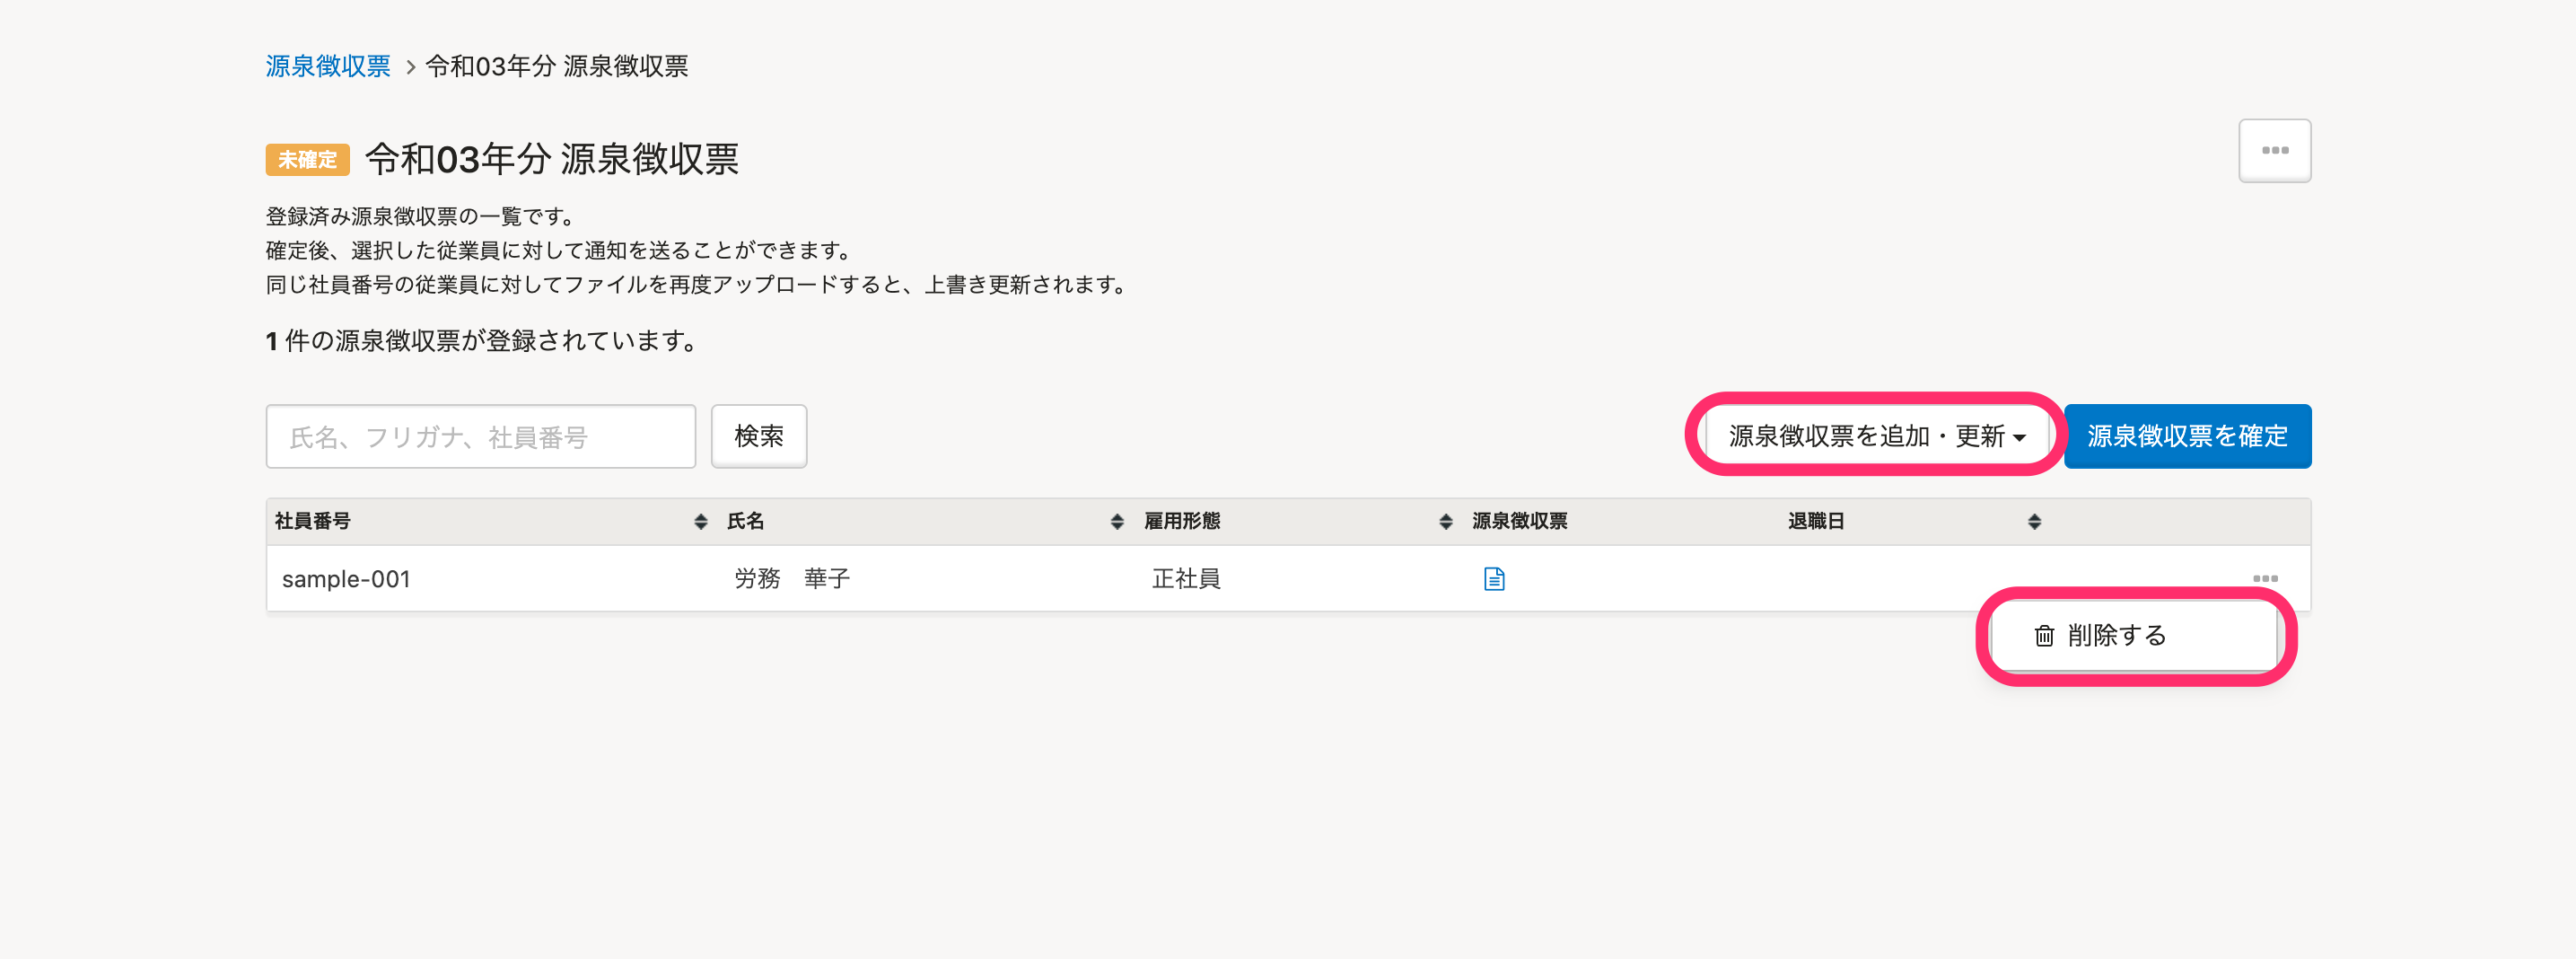 源泉徴収票 > 令和03年分 源泉徴収票
未確定 令和03年分 源泉徴収票
登録済み源泉徴収票の一覧です。
確定後、選択した従業員に対して通知を送ることができます。
同じ社員番号の従業員に対してファイルを再度アップロードすると、上書き更新されます。
1 件の源泉徴収票が登録されています。
氏名、フリガナ、社員番号 検索 源泉徴収票を追加・更新 源泉徴収票を確定
社員番号 氏名 雇用形態 源泉徴収票 退職日
sample-001 労務　華子 正社員
削除する